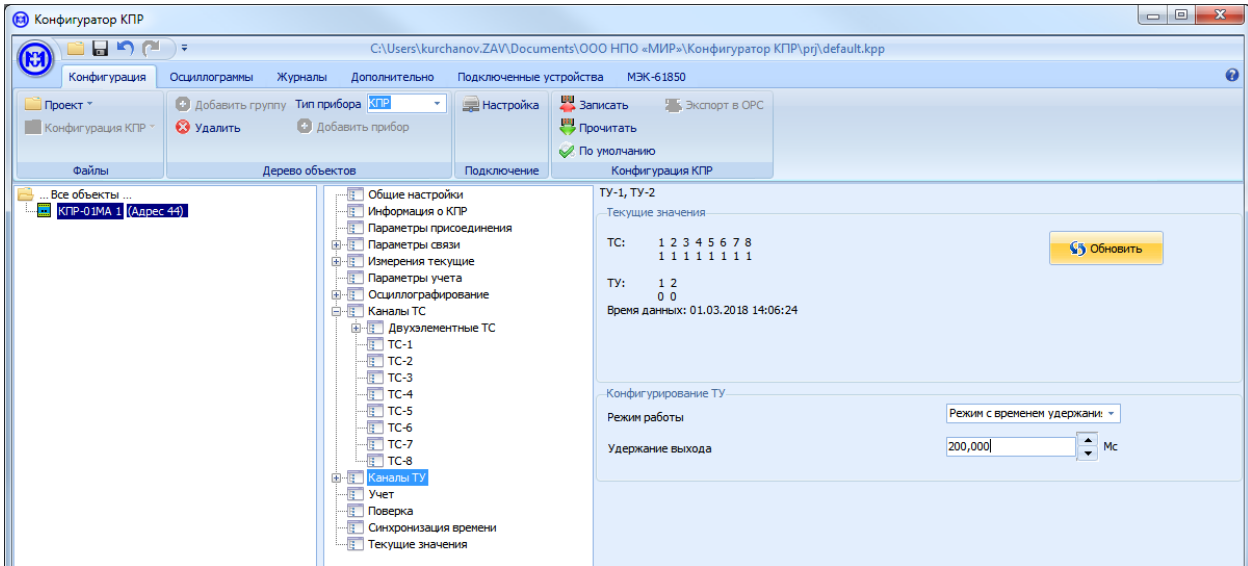 Конфигуратор КПР
C:\Users\kurchanov.ZAV\Documents\ООО НПО «МИР»\Конфигуратор КПР\prj\default.kpp
Конфигурация Осциллограммы Журналы Дополнительно Подключенные устройства МЭК-61850
Проект Добавить группу Тип прибора КПР Настройка Записать Экспорт в OPC
Конфигурация КПР Удалить Добавить прибор Прочитать
По умолчанию
Файлы Дерево объектов Подключение Конфигурация КПР
... Все объекты ...
КПР-01МА 1 (Адрес 44)
Общие настройки
Информация о КПР
Параметры присоединения
Параметры связи
Измерения текущие
Параметры учета
Осциллографирование
Каналы ТС
Двухэлементные ТС
ТС-1
ТС-2
ТС-3
ТС-4
ТС-5
ТС-6
ТС-7
ТС-8
Каналы ТУ
Учет
Поверка
Синхронизация времени
Текущие значения
ТУ-1, ТУ-2
Текущие значения
ТС: 1 2 3 4 5 6 7 8
1 1 1 1 1 1 1 1
Обновить
ТУ: 1 2
0 0
Время данных: 01.03.2018 14:06:24
Конфигурирование ТУ
Режим работы Режим с временем удержани
Удержание выхода 200,000 Мс